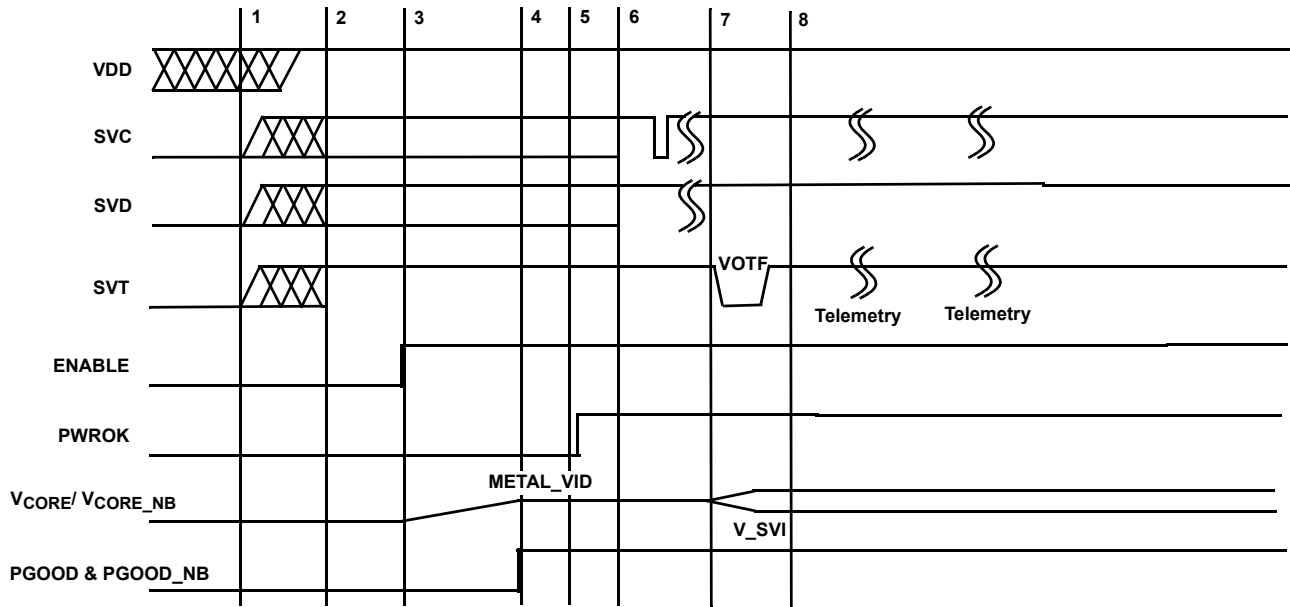 1 2 3 4 5 6 7 8
VDD
SVC
SVD
SVT
VOTF
Telemetry Telemetry
ENABLE
PWROK
METAL_VID
VCORE/ VCORE_NB
V_SVI
PGOOD & PGOOD_NB